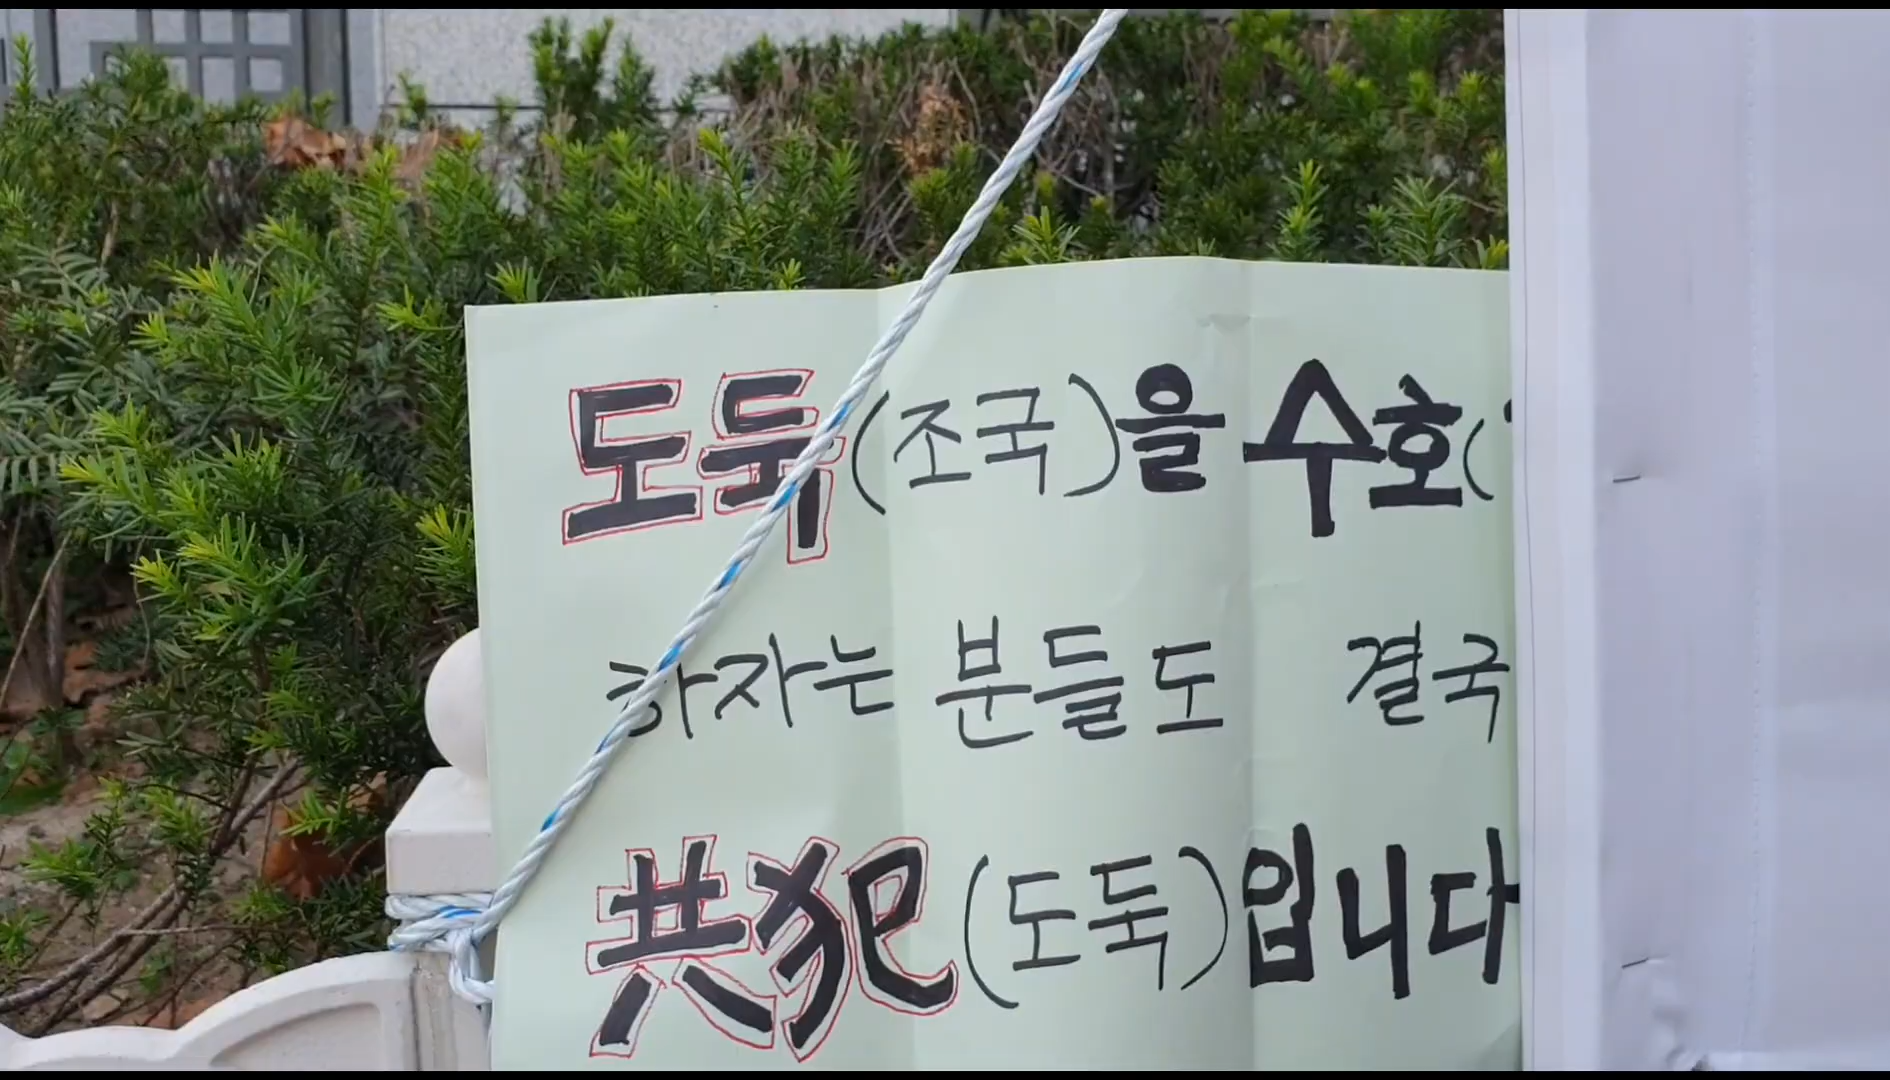 도둑(조국)을 수호(
하자는 분들도 결국
共犯(도둑)입니다